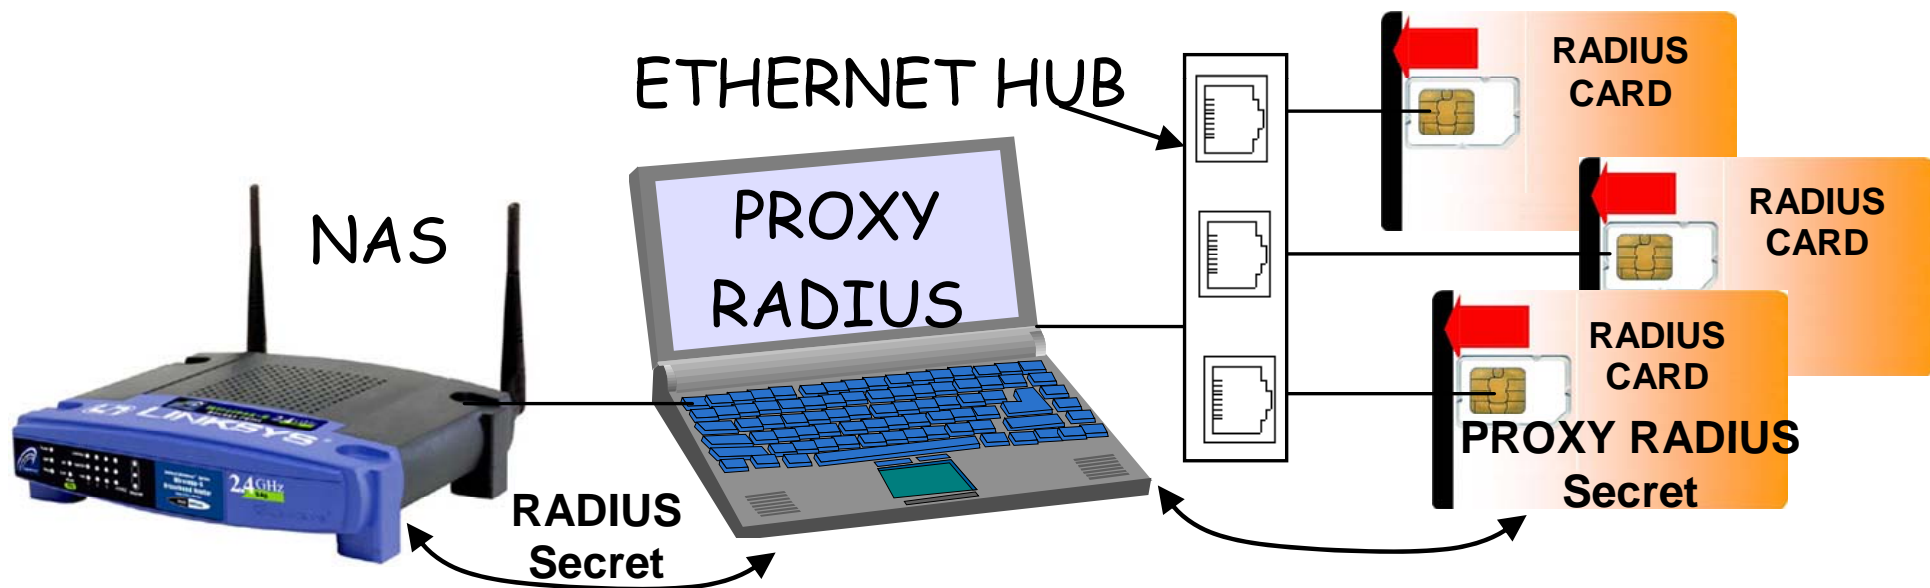 ETHERNET HUB
RADIUS
CARD
RADIUS
CARD
NAS
PROXY
RADIUS
RADIUS
CARD
PROXY RADIUS
Secret
LINKSYS
2.4GHz
RADIUS
Secret